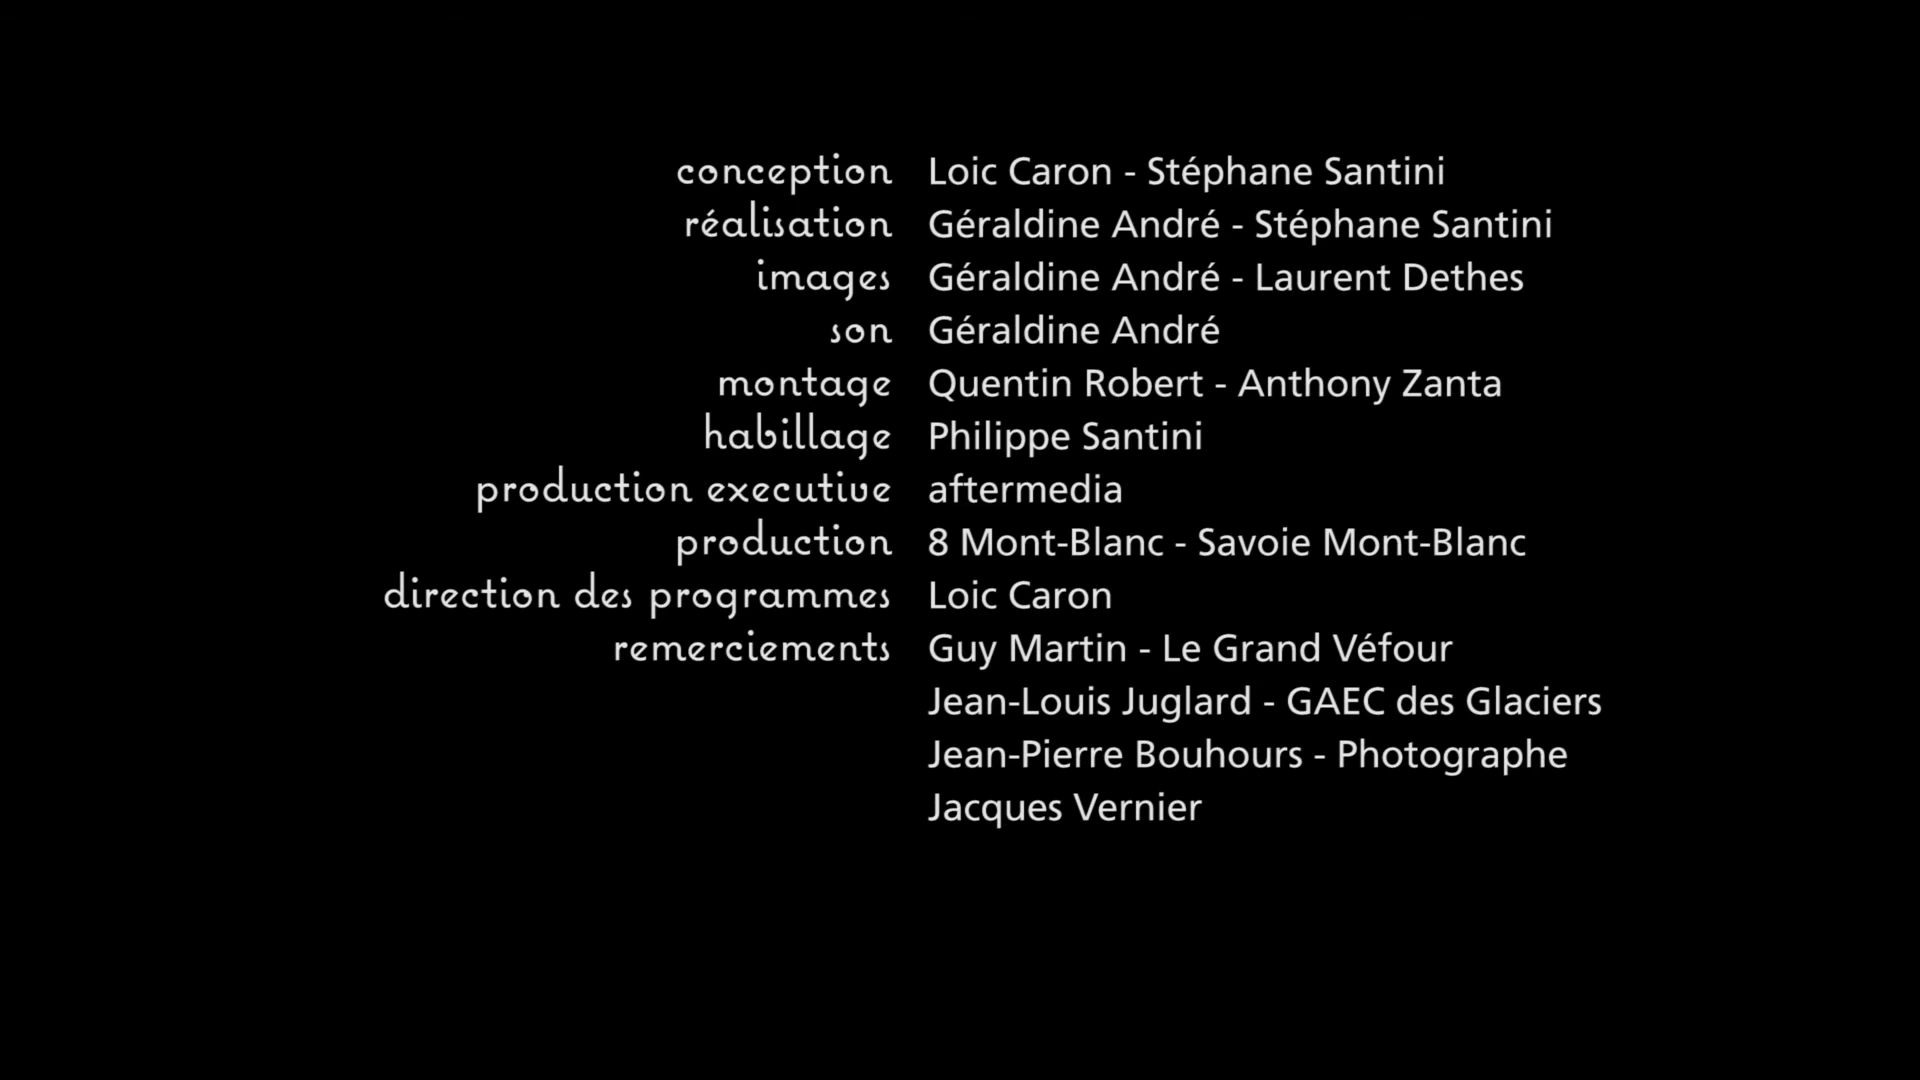 conception Loic Caron - Stéphane Santini
réalisation Géraldine André - Stéphane Santini
images Géraldine André - Laurent Dethes
son Géraldine André
montage Quentin Robert - Anthony Zanta
habillage Philippe Santini
production executive aftermedia
production 8 Mont-Blanc - Savoie Mont-Blanc
direction des programmes Loic Caron
remerciements Guy Martin - Le Grand Véfour
Jean-Louis Juglard - GAEC des Glaciers
Jean-Pierre Bouhours - Photographe
Jacques Vernier